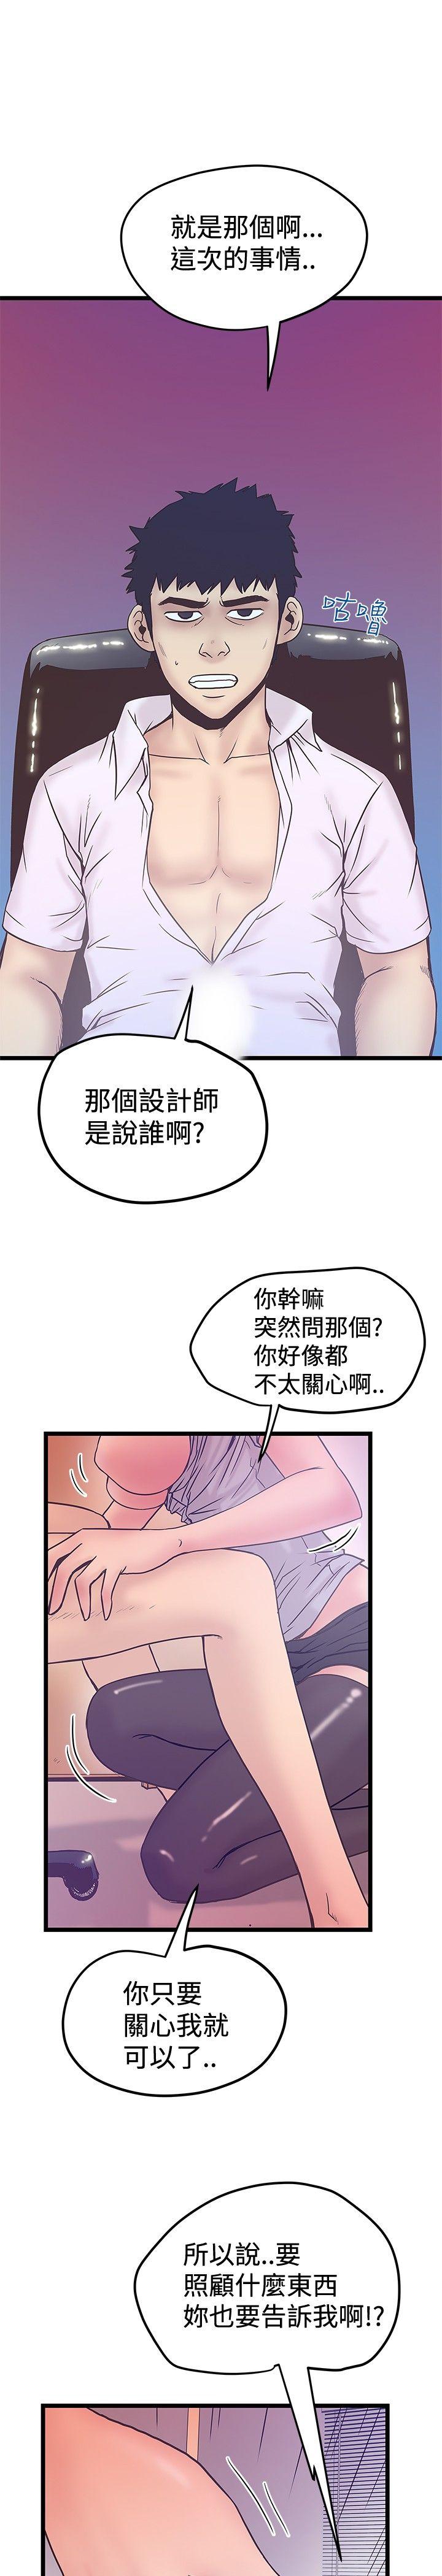 就是那個啊...
這次的事情..
咕嚕
那個設計師
是說誰啊?
你幹嘛
突然問那個?
你好像都
不太關心啊..
你只要
關心我就
可以了..
所以說..要
照顧什麼東西
妳也要告訴我啊!?